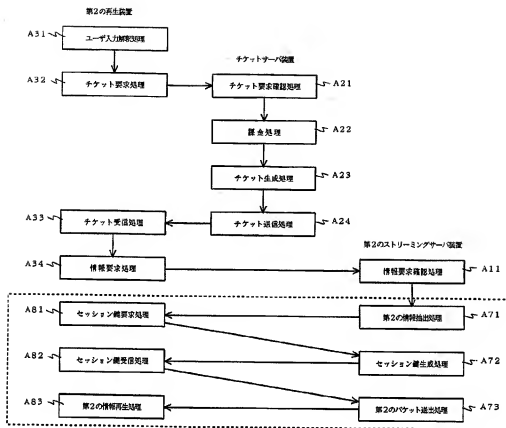 第2の再生装置
A31
ユーザ入力解釈処理
チケットサーバ装置
A32
チケット要求処理
チケット要求確認処理
A21
課金処理
A22
チケット生成処理
A23
A33
チケット受信処理
チケット送信処理
A24
第2のストリーミングサーバ装置
A34
情報要求処理
情報要求確認処理
A11
A81
セッション鍵要求処理
第2の情報抽出処理
A71
A82
セッション鍵受信処理
セッション鍵生成処理
A72
A83
第2の情報再生処理
第2のパケット送出処理
A73